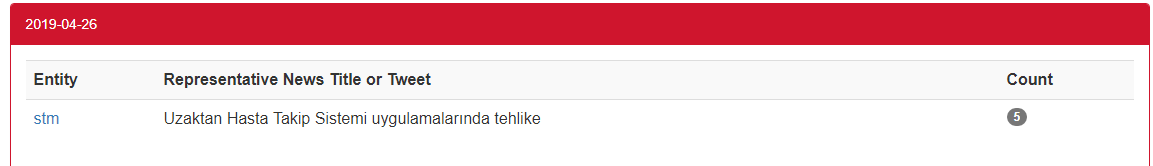 2019-04-26
Entity Representative News Title or Tweet Count
stm Uzaktan Hasta Takip Sistemi uygulamalarında tehlike 5